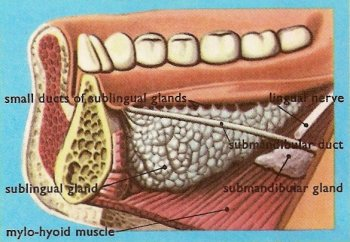 small ducts of sublingual glands
lingual nerve
submandibular duct
sublingual gland
submandibular gland
mylo-hyoid muscle